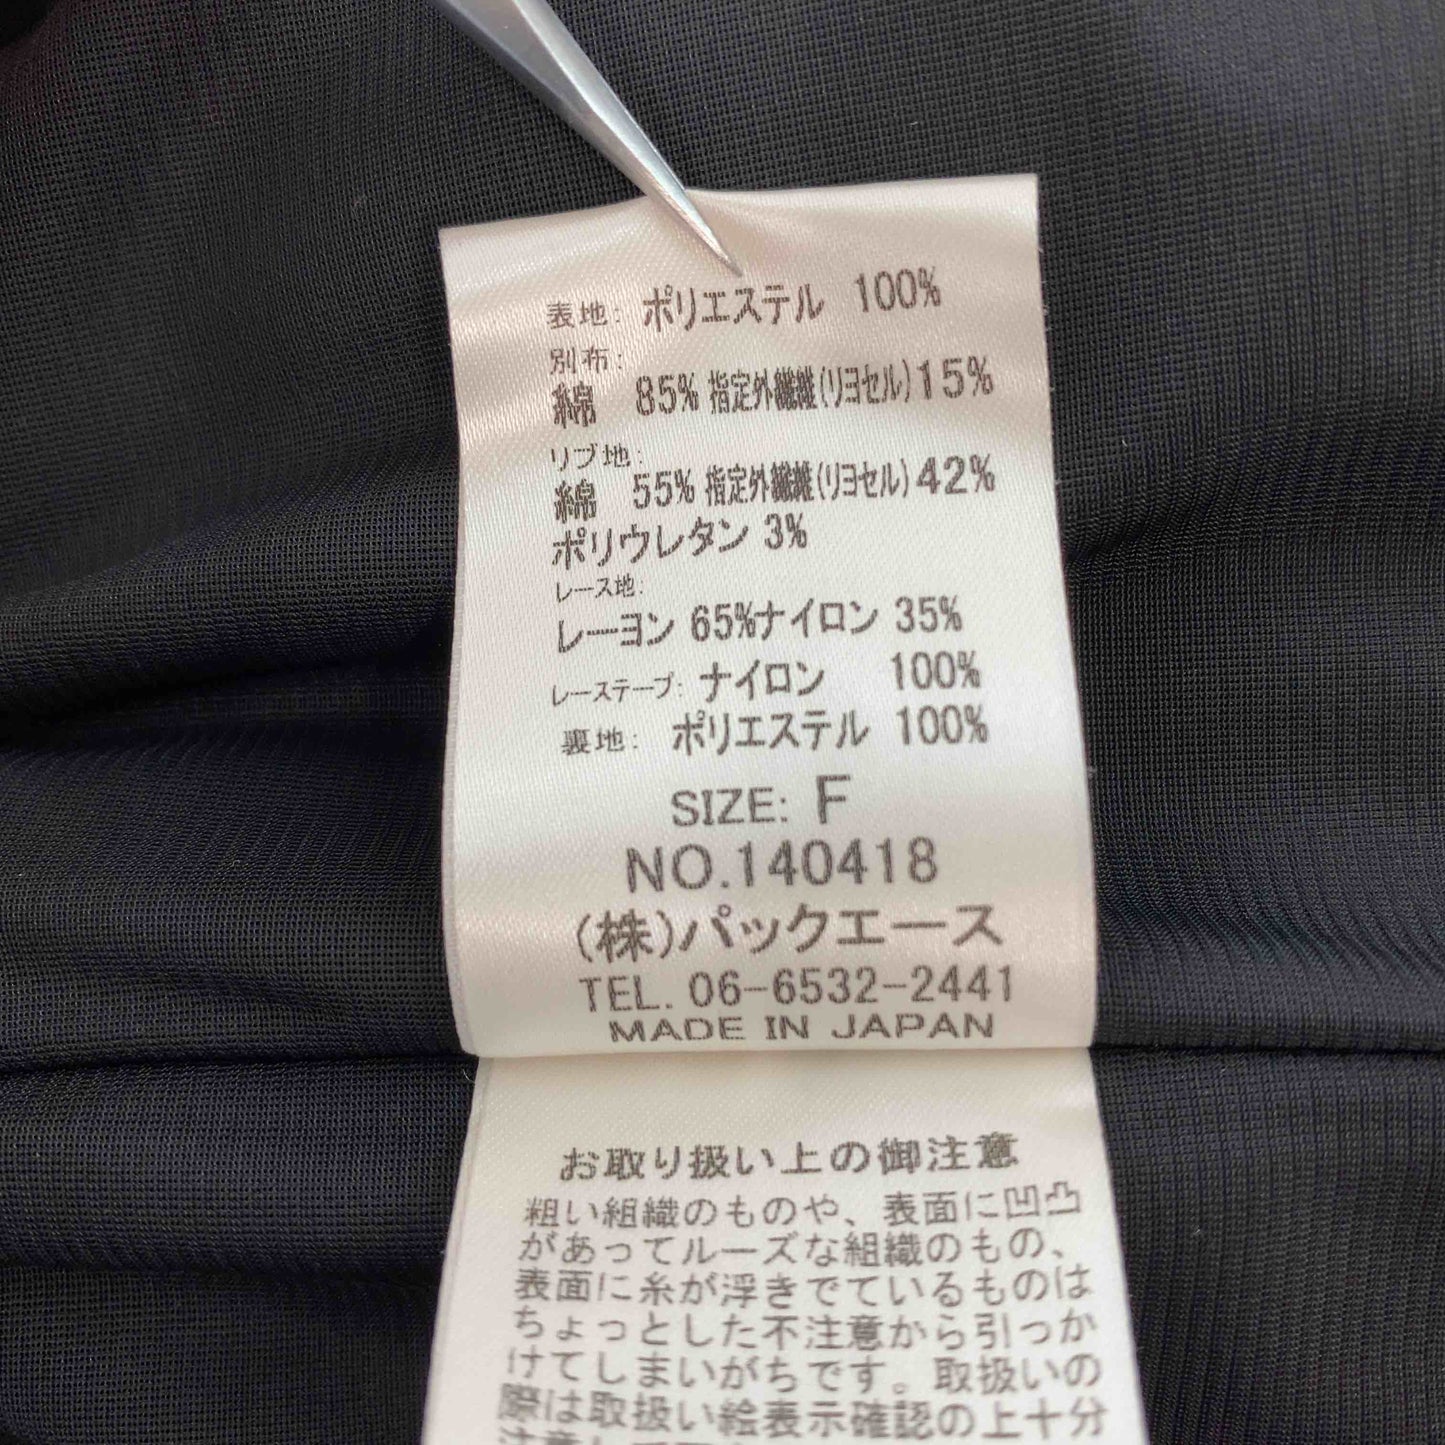 表地: ポリエステル 100%
別布:
綿 85% 指定外繊維(リヨセル)15%
リブ地:
綿 55% 指定外繊維(リヨセル)42%
ポリウレタン 3%
レース地:
レーヨン 65%ナイロン 35%
レーステープ: ナイロン 100%
裏地: ポリエステル 100%
SIZE: F
NO.140418
(株)パックエース
TEL. 06-6532-2441
MADE IN JAPAN
お取り扱い上の御注意
粗い組織のものや、表面に凹凸
があってルーズな組織のもの、
表面に糸が浮きでているものは
ちょっとした不注意から引っか
けてしまいがちです。取扱いの
際は取扱い絵表示確認の上十分